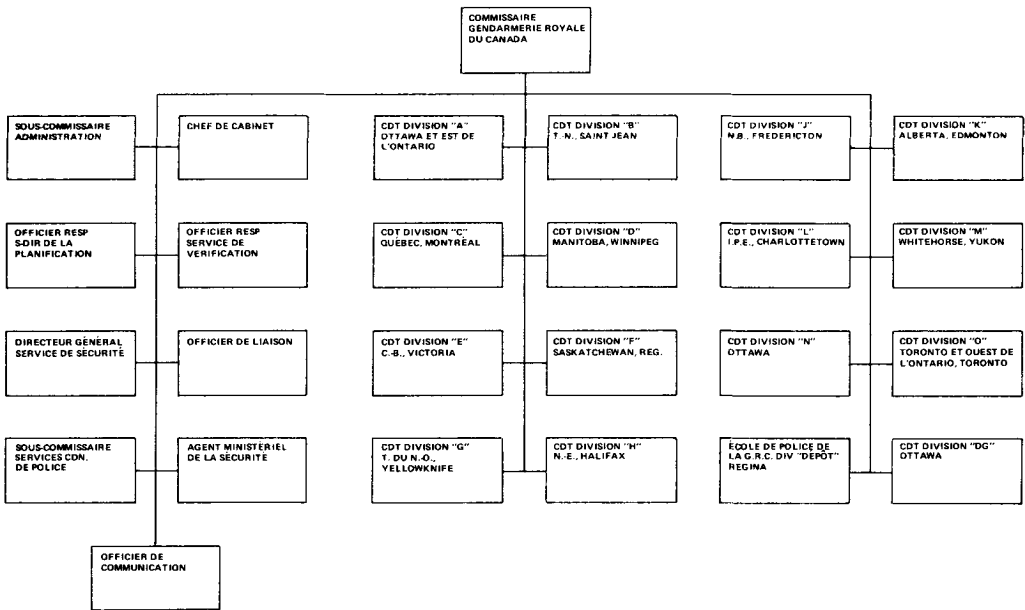 COMMISSAIRE
GENDARMERIE ROYALE
DU CANADA
SOUS-COMMISSAIRE
ADMINISTRATION
CHEF DE CABINET
CDT DIVISION "A"
OTTAWA ET EST DE
L'ONTARIO
CDT DIVISION "B"
T.-N., SAINT JEAN
CDT DIVISION "J"
N.B., FREDERICTON
CDT DIVISION "K"
ALBERTA, EDMONTON
OFFICIER RESP
S-DIR DE LA
PLANIFICATION
OFFICIER RESP
SERVICE DE
VÉRIFICATION
CDT DIVISION "C"
QUÉBEC, MONTRÉAL
CDT DIVISION "D"
MANITOBA, WINNIPEG
CDT DIVISION "L"
I.P.E., CHARLOTTETOWN
CDT DIVISION "M"
WHITEHORSE, YUKON
DIRECTEUR GÉNÉRAL
SERVICE DE SÉCURITÉ
OFFICIER DE LIAISON
CDT DIVISION "E"
C.-B., VICTORIA
CDT DIVISION "F"
SASKATCHEWAN, REG.
CDT DIVISION "N"
OTTAWA
CDT DIVISION "O"
TORONTO ET OUEST DE
L'ONTARIO, TORONTO
SOUS-COMMISSAIRE
SERVICES CDN.
DE POLICE
AGENT MINISTÉRIEL
DE LA SÉCURITÉ
CDT DIVISION "G"
T. DU N.-O.,
YELLOWKNIFE
CDT DIVISION "H"
N.-E., HALIFAX
ÉCOLE DE POLICE DE
LA G.R.C. DIV "DÉPÔT"
REGINA
CDT DIVISION "DG"
OTTAWA
OFFICIER DE
COMMUNICATION